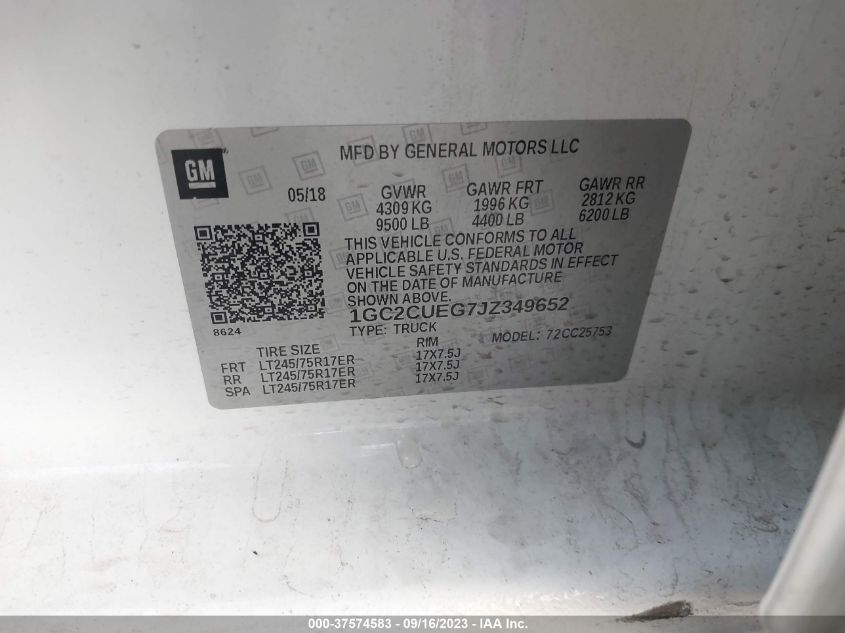 GM
MFD BY GENERAL MOTORS LLC
05/18 GVWR GAWR FRT GAWR RR
4309 KG 1996 KG 2812 KG
9500 LB 4400 LB 6200 LB
THIS VEHICLE CONFORMS TO ALL
APPLICABLE U.S. FEDERAL MOTOR
VEHICLE SAFETY STANDARDS IN EFFECT
ON THE DATE OF MANUFACTURE
SHOWN ABOVE.
8624
1GC2CUEG7JZ349652
TYPE: TRUCK MODEL: 72CC25753
TIRE SIZE RIM
FRT LT245/75R17ER 17X7.5J
RR LT245/75R17ER 17X7.5J
SPA LT245/75R17ER 17X7.5J
000-37574583 - 09/16/2023 - IAA Inc.